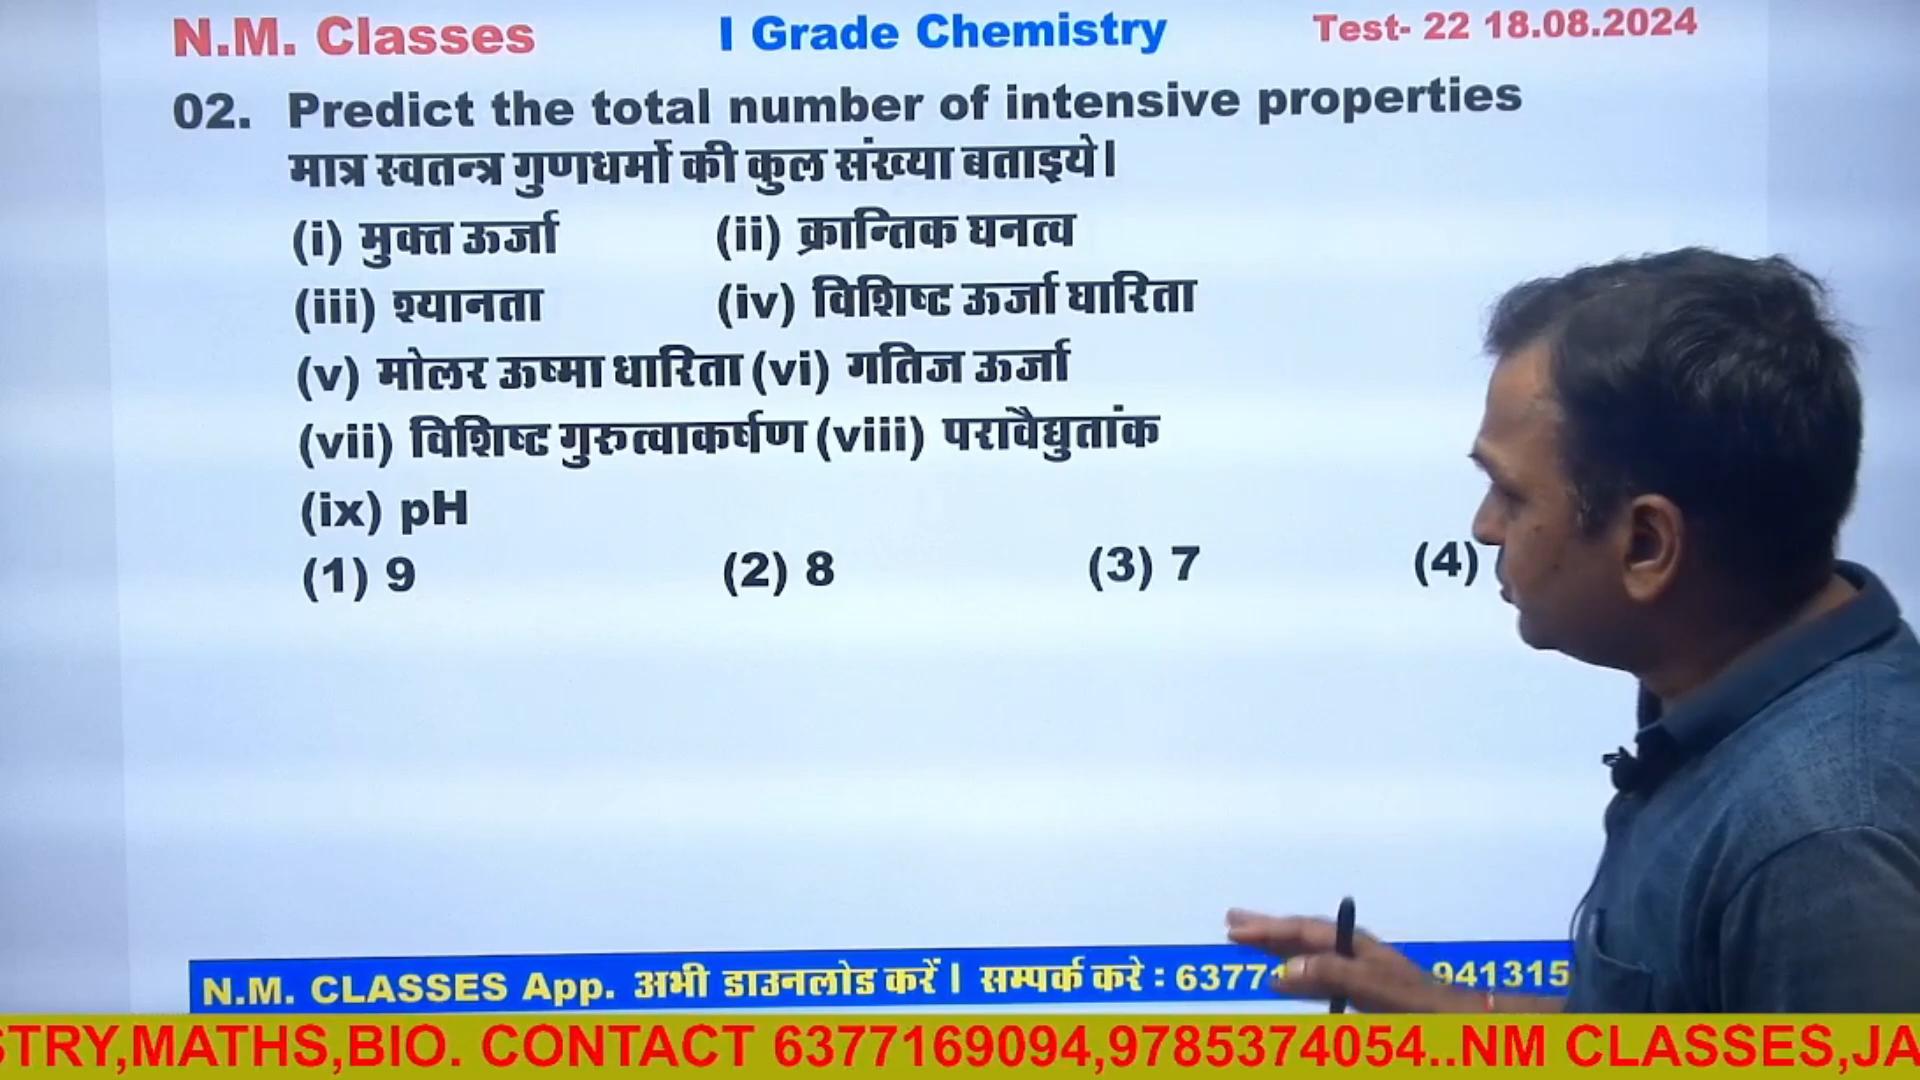 N.M. Classes I Grade Chemistry Test- 22 18.08.2024
02. Predict the total number of intensive properties
मात्र स्वतन्त्र गुणधर्मो की कुल संख्या बताइये।
(i) मुक्त ऊर्जा (ii) क्रान्तिक घनत्व
(iii) श्यानता (iv) विशिष्ट ऊर्जा घारिता
(v) मोलर ऊष्मा धारिता (vi) गतिज ऊर्जा
(vii) विशिष्ट गुरुत्वाकर्षण (viii) परावैद्युतांक
(ix) pH
(1) 9 (2) 8 (3) 7 (4)
N.M. CLASSES App. अभी डाउनलोड करें। सम्पर्क करे : 6377 941315
STRY,MATHS,BIO. CONTACT 6377169094,9785374054..NM CLASSES,JA